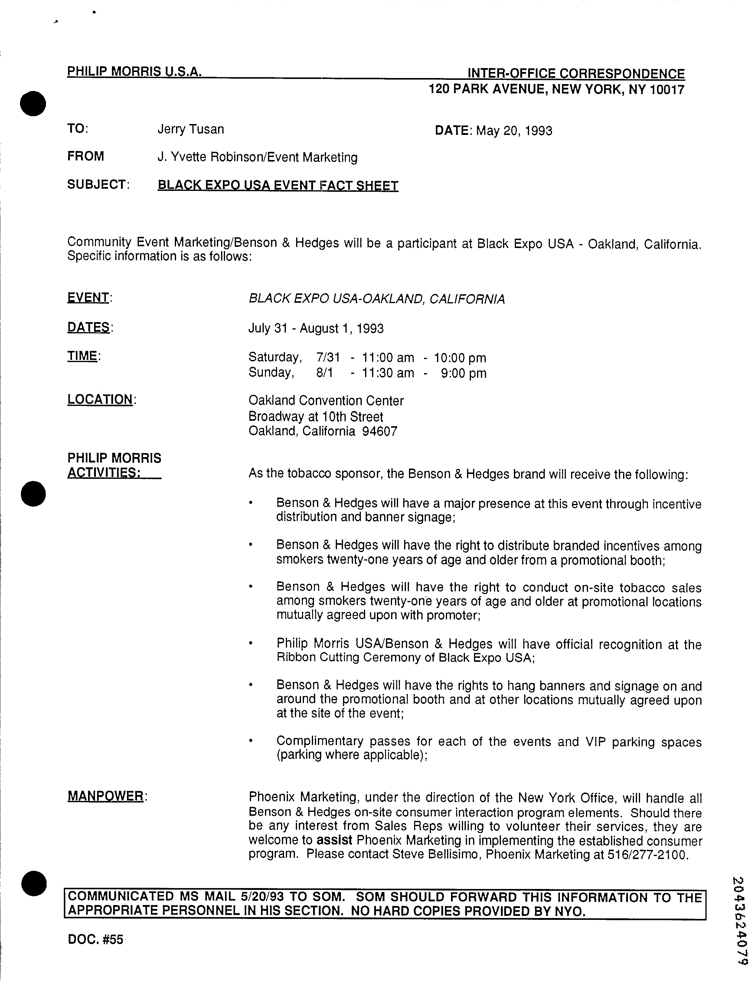 PHILIP MORRIS U.S.A. INTER-OFFICE CORRESPONDENCE
120 PARK AVENUE, NEW YORK, NY 10017
TO: Jerry Tusan DATE: May 20, 1993
FROM J. Yvette Robinson/Event Marketing
SUBJECT: BLACK EXPO USA EVENT FACT SHEET
Community Event Marketing/Benson & Hedges will be a participant at Black Expo USA - Oakland, California.
Specific information is as follows:
EVENT: BLACK EXPO USA-OAKLAND, CALIFORNIA
DATES: July 31 - August 1, 1993
TIME: Saturday, 7/31 - 11:00 am - 10:00 pm
Sunday, 8/1 - 11:30 am - 9:00 pm
LOCATION: Oakland Convention Center
Broadway at 10th Street
Oakland, California 94607
PHILIP MORRIS
ACTIVITIES: As the tobacco sponsor, the Benson & Hedges brand will receive the following:
• Benson & Hedges will have a major presence at this event through incentive
distribution and banner signage;
• Benson & Hedges will have the right to distribute branded incentives among
smokers twenty-one years of age and older from a promotional booth;
• Benson & Hedges will have the right to conduct on-site tobacco sales
among smokers twenty-one years of age and older at promotional locations
mutually agreed upon with promoter;
• Philip Morris USA/Benson & Hedges will have official recognition at the
Ribbon Cutting Ceremony of Black Expo USA;
• Benson & Hedges will have the rights to hang banners and signage on and
around the promotional booth and at other locations mutually agreed upon
at the site of the event;
• Complimentary passes for each of the events and VIP parking spaces
(parking where applicable);
MANPOWER: Phoenix Marketing, under the direction of the New York Office, will handle all
Benson & Hedges on-site consumer interaction program elements. Should there
be any interest from Sales Reps willing to volunteer their services, they are
welcome to assist Phoenix Marketing in implementing the established consumer
program. Please contact Steve Bellisimo, Phoenix Marketing at 516/277-2100.
COMMUNICATED MS MAIL 5/20/93 TO SOM. SOM SHOULD FORWARD THIS INFORMATION TO THE
APPROPRIATE PERSONNEL IN HIS SECTION. NO HARD COPIES PROVIDED BY NYO.
DOC. #55
2043624079